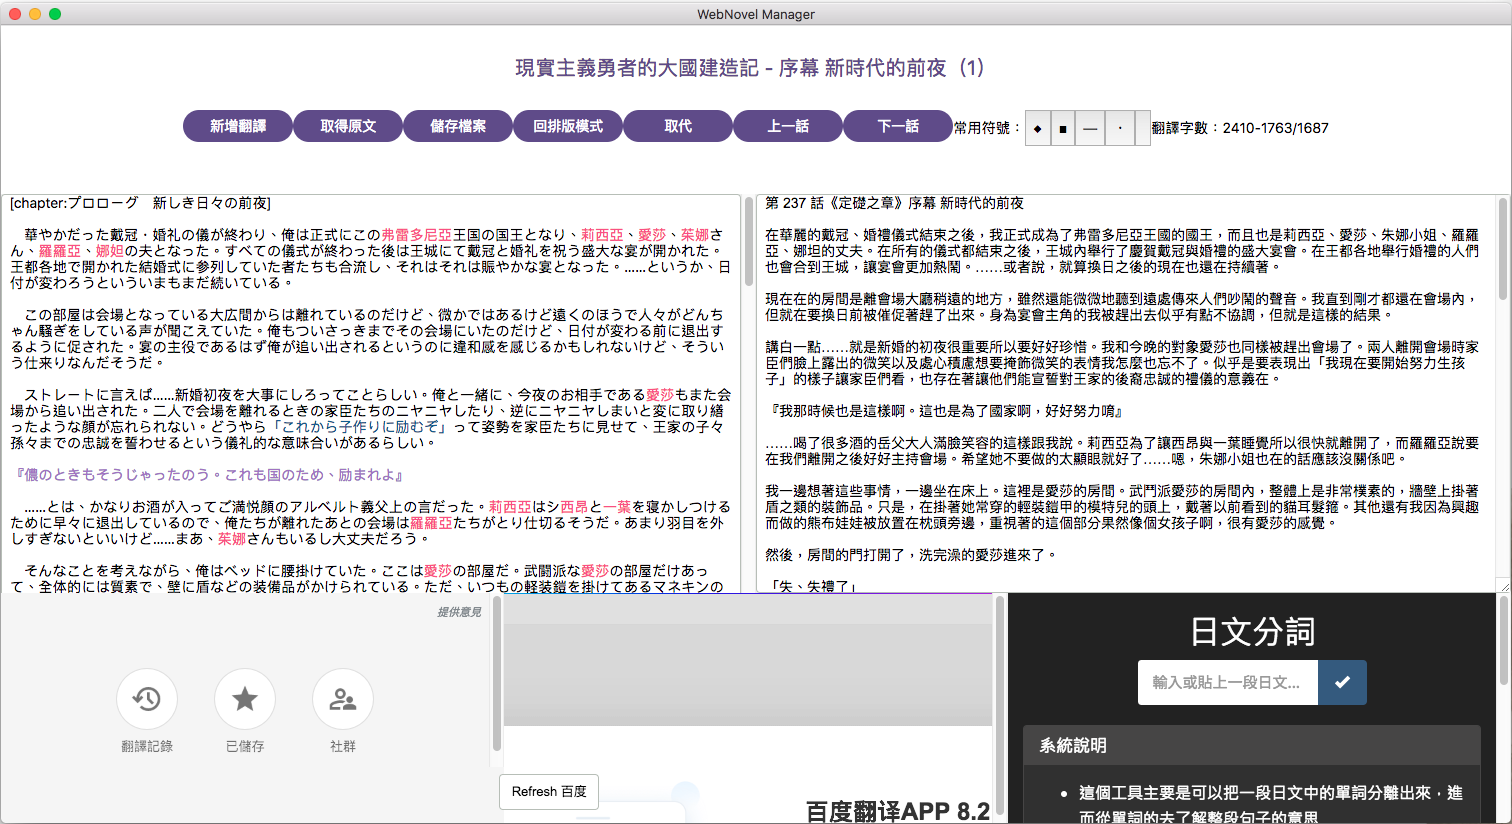 WebNovel Manager
現實主義勇者的大國建造記 - 序幕 新時代的前夜（1）
新增翻譯
取得原文
儲存檔案
回排版模式
取代
上一話
下一話
常用符號：
◆
■
—
·
翻譯字數：2410-1763/1687
[chapter:プロローグ　新しき日々の前夜]
　華やかだった戴冠・婚礼の儀が終わり、俺は正式にこの弗雷多尼亞王国の国王となり、莉西亞、愛莎、茱娜さ
ん、羅羅亞、娜妲の夫となった。すべての儀式が終わった後は王城にて戴冠と婚礼を祝う盛大な宴が開かれた。
王都各地で開かれた結婚式に参列していた者たちも合流し、それはそれは賑やかな宴となった。……というか、日
付が変わろうといういまもまだ続いている。
　この部屋は会場となっている大広間からは離れているのだけど、微かではあるけど遠くのほうで人々がどんち
ゃん騒ぎをしている声が聞こえていた。俺もついさっきまでその会場にいたのだけど、日付が変わる前に退出す
るように促された。宴の主役であるはず俺が追い出されるというのに違和感を感じるかもしれないけど、そうい
う仕来りなんだそうだ。
　ストレートに言えば……新婚初夜を大事にしろってことらしい。俺と一緒に、今夜のお相手である愛莎もまた会
場から追い出された。二人で会場を離れるときの家臣たちのニヤニヤしたり、逆にニヤニヤしまいと変に取り繕
ったような顔が忘れられない。どうやら「これから子作りに励むぞ」って姿勢を家臣たちに見せて、王家の子々
孫々までの忠誠を誓わせるという儀礼的な意味合いがあるらしい。
『儂のときもそうじゃったのう。これも国のため、励まれよ』
　……とは、かなりお酒が入ってご満悦顔のアルベルト義父上の言だった。莉西亞はシ西昂と一葉を寝かしつける
ために早々に退出しているので、俺たちが離れたあとの会場は羅羅亞たちがとり仕切るそうだ。あまり羽目を外
しすぎないといいけど……まあ、茱娜さんもいるし大丈夫だろう。
　そんなことを考えながら、俺はベッドに腰掛けていた。ここは愛莎の部屋だ。武闘派な愛莎の部屋だけあっ
て、全体的には質素で、壁に盾などの装備品がかけられている。ただ、いつもの軽装鎧を掛けてあるマネキンの
第 237 話《定礎之章》序幕 新時代的前夜
在華麗的戴冠、婚禮儀式結束之後，我正式成為了弗雷多尼亞王國的國王，而且也是莉西亞、愛莎、朱娜小姐、羅羅
亞、娜坦的丈夫。在所有的儀式都結束之後，王城內舉行了慶賀戴冠與婚禮的盛大宴會。在王都各地舉行婚禮的人們
也會合到王城，讓宴會更加熱鬧。……或者說，就算換日之後的現在也還在持續著。
現在在的房間是離會場大廳稍遠的地方，雖然還能微微地聽到遠處傳來人們吵鬧的聲音。我直到剛才都還在會場內，
但就在要換日前被催促著趕了出來。身為宴會主角的我被趕出去似乎有點不協調，但就是這樣的結果。
講白一點……就是新婚的初夜很重要所以要好好珍惜。我和今晚的對象愛莎也同樣被趕出會場了。兩人離開會場時家
臣們臉上露出的微笑以及處心積慮想要掩飾微笑的表情我怎麼也忘不了。似乎是要表現出「我現在要開始努力生孩
子」的樣子讓家臣們看，也存在著讓他們能宣誓對王家的後裔忠誠的禮儀的意義在。
『我那時候也是這樣啊。這也是為了國家啊，好好努力唷』
……喝了很多酒的岳父大人滿臉笑容的這樣跟我說。莉西亞為了讓西昂與一葉睡覺所以很快就離開了，而羅羅亞說要
在我們離開之後好好主持會場。希望她不要做的太顯眼就好了……嗯，朱娜小姐也在的話應該沒關係吧。
我一邊想著這些事情，一邊坐在床上。這裡是愛莎的房間。武鬥派愛莎的房間內，整體上是非常樸素的，牆壁上掛著
盾之類的裝飾品。只是，在掛著她常穿的輕裝鎧甲的模特兒的頭上，戴著以前看到的貓耳髮箍。其他還有我因為興趣
而做的熊布娃娃被放置在枕頭旁邊，重視著的這個部分果然像個女孩子啊，很有愛莎的感覺。
然後，房間的門打開了，洗完澡的愛莎進來了。
「失、失禮了」
提供意見
翻譯記錄
已儲存
社群
Refresh 百度
百度翻译APP 8.2
日文分詞
輸入或貼上一段日文...
系統說明
這個工具主要是可以把一段日文中的單詞分離出來，進
而從單詞的去了解整段句子的意思